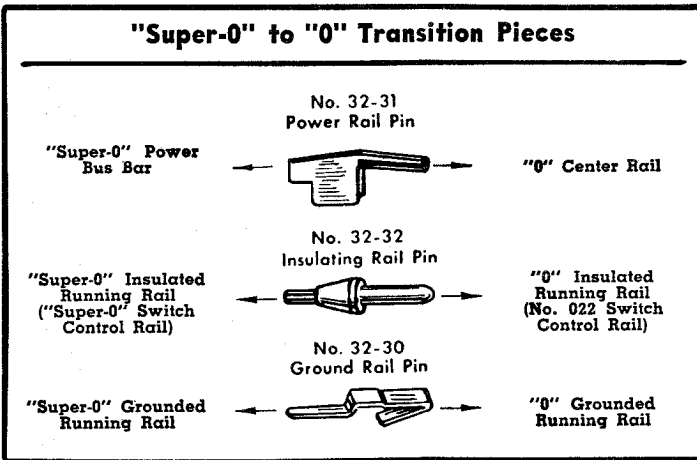 "Super-0" to "0" Transition Pieces
No. 32-31
Power Rail Pin
"Super-0" Power
Bus Bar
"0" Center Rail
No. 32-32
Insulating Rail Pin
"Super-0" Insulated
Running Rail
("Super-0" Switch
Control Rail)
"0" Insulated
Running Rail
(No. 022 Switch
Control Rail)
No. 32-30
Ground Rail Pin
"Super-0" Grounded
Running Rail
"0" Grounded
Running Rail